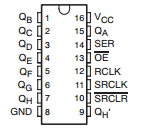 QB 1 16 VCC
QC 2 15 QA
QD 3 14 SER
QE 4 13 OE
QF 5 12 RCLK
QG 6 11 SRCLK
QH 7 10 SRCLR
GND 8 9 QH'